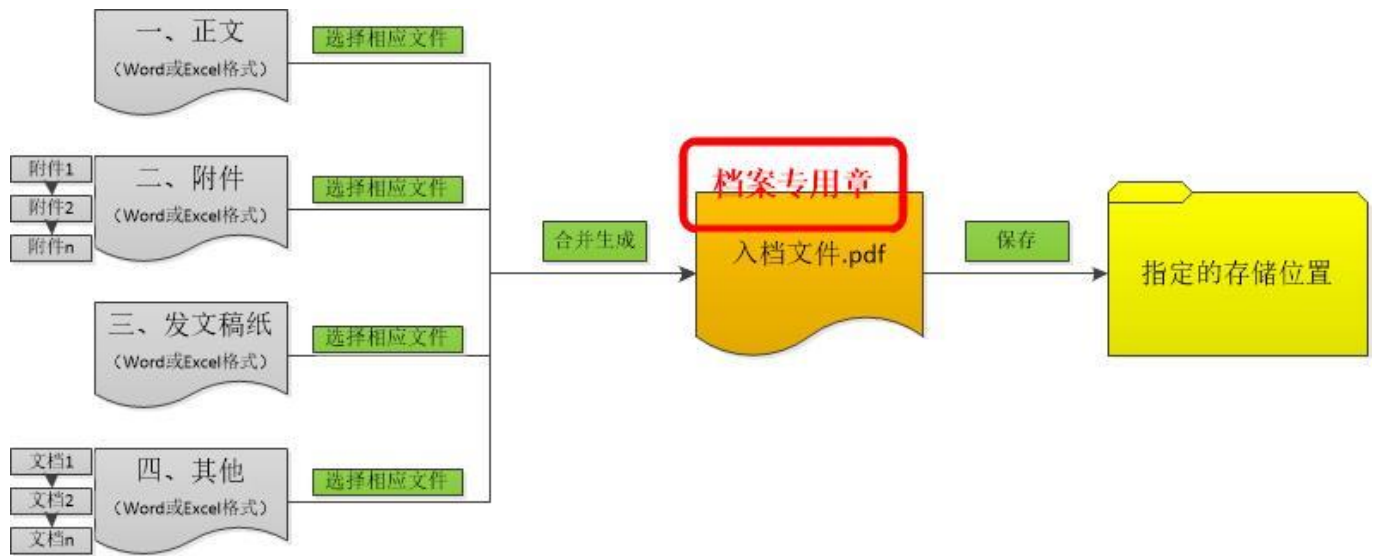 一、正文
(Word或Excel格式)
选择相应文件
附件1
附件2
附件n
二、附件
(Word或Excel格式)
选择相应文件
三、发文稿纸
(Word或Excel格式)
选择相应文件
文档1
文档2
文档n
四、其他
(Word或Excel格式)
选择相应文件
合并生成
档案专用章
入档文件.pdf
保存
指定的存储位置